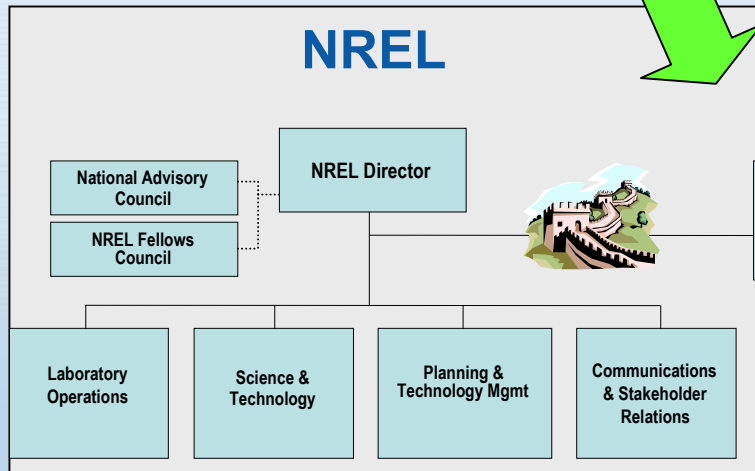 NREL
NREL Director
National Advisory
Council
NREL Fellows
Council
Laboratory
Operations
Science &
Technology
Planning &
Technology Mgmt
Communications
& Stakeholder
Relations